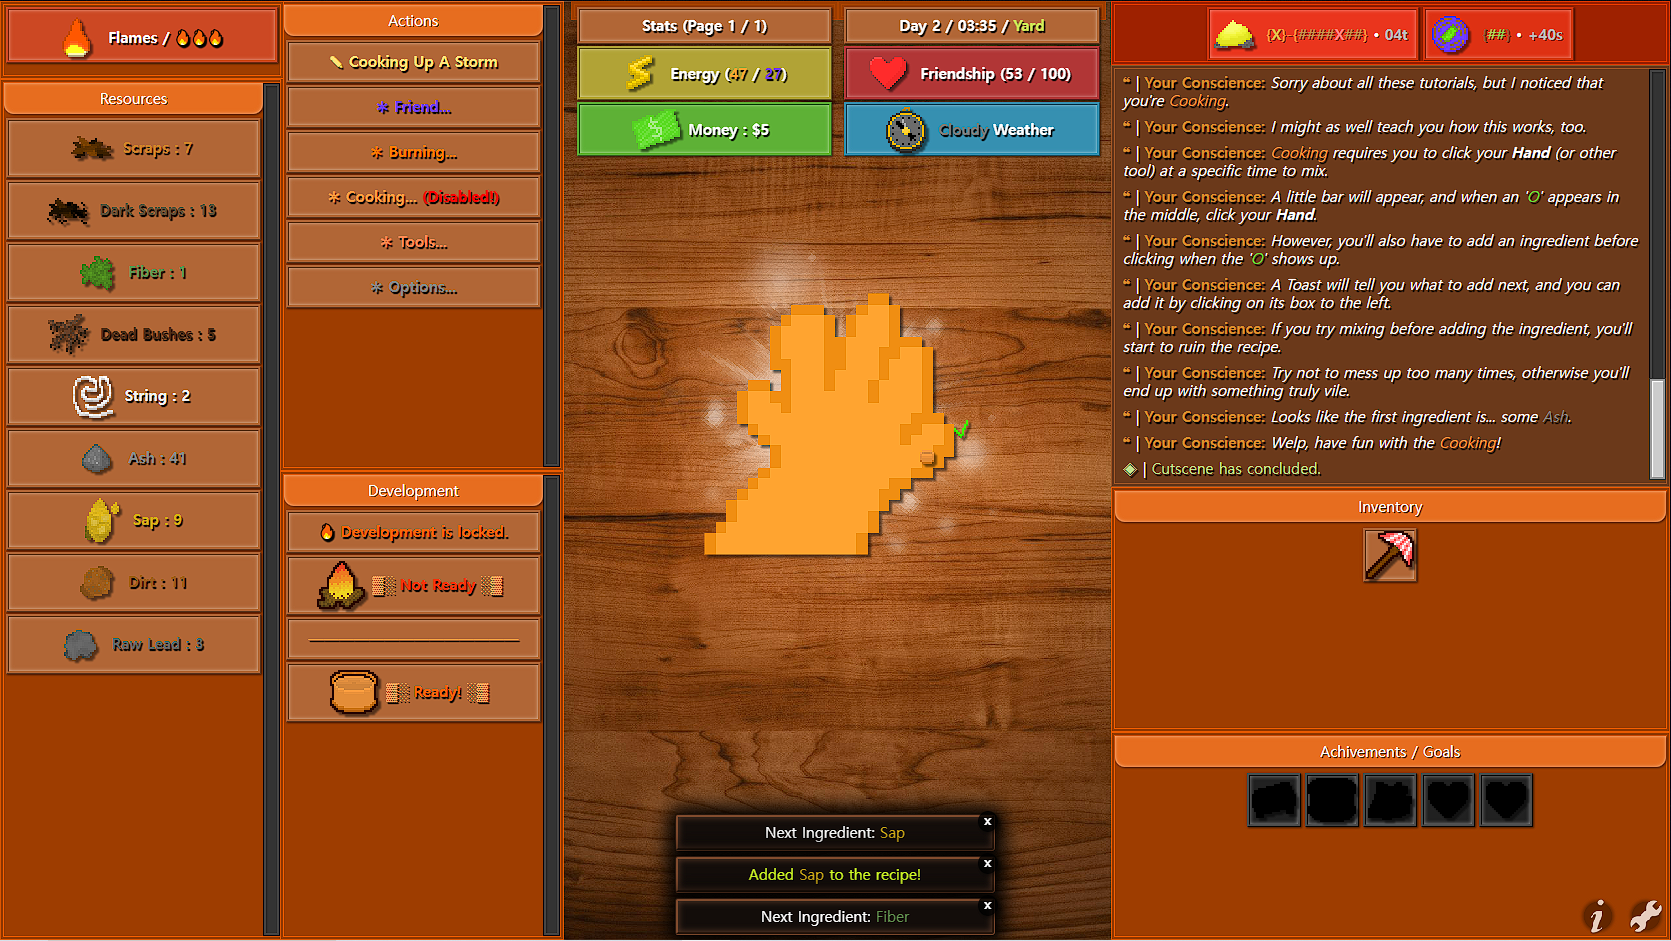 Flames /
Resources
Scraps : 7
Dark Scraps : 13
Fiber : 1
Dead Bushes : 5
String : 2
Ash : 41
Sap : 9
Dirt : 11
Raw Lead : 8
Actions
Cooking Up A Storm
* Friend...
* Burning...
* Cooking... (Disabled!)
* Tools...
* Options...
Development
Development is locked.
Not Ready
Ready!
Stats (Page 1 / 1)
Day 2 / 03:35 / Yard
Energy (47 / 27)
Friendship (53 / 100)
Money : $5
Cloudy Weather
Next Ingredient: Sap
x
Added Sap to the recipe!
x
Next Ingredient: Fiber
x
{X}-{####X##} • 04t
{##} • +40s
❝ | Your Conscience: Sorry about all these tutorials, but I noticed that
you're Cooking.
❝ | Your Conscience: I might as well teach you how this works, too.
❝ | Your Conscience: Cooking requires you to click your Hand (or other
tool) at a specific time to mix.
❝ | Your Conscience: A little bar will appear, and when an 'O' appears in
the middle, click your Hand.
❝ | Your Conscience: However, you'll also have to add an ingredient before
clicking when the 'O' shows up.
❝ | Your Conscience: A Toast will tell you what to add next, and you can
add it by clicking on its box to the left.
❝ | Your Conscience: If you try mixing before adding the ingredient, you'll
start to ruin the recipe.
❝ | Your Conscience: Try not to mess up too many times, otherwise you'll
end up with something truly vile.
❝ | Your Conscience: Looks like the first ingredient is... some Ash.
❝ | Your Conscience: Welp, have fun with the Cooking!
◈ | Cutscene has concluded.
Inventory
Achivements / Goals